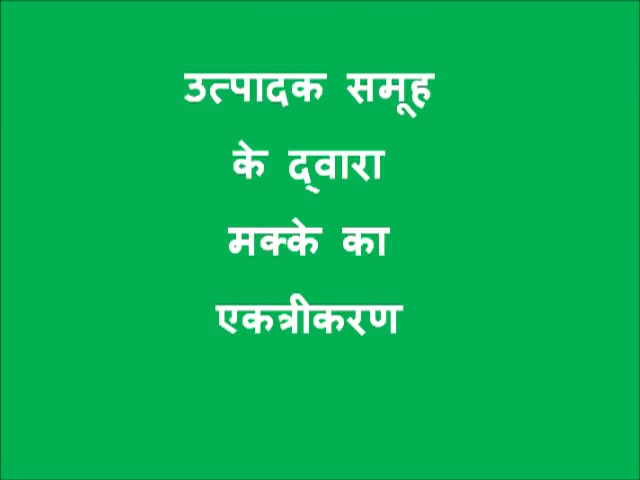 उत्पादक समूह
के द्वारा
मक्के का
एकत्रीकरण